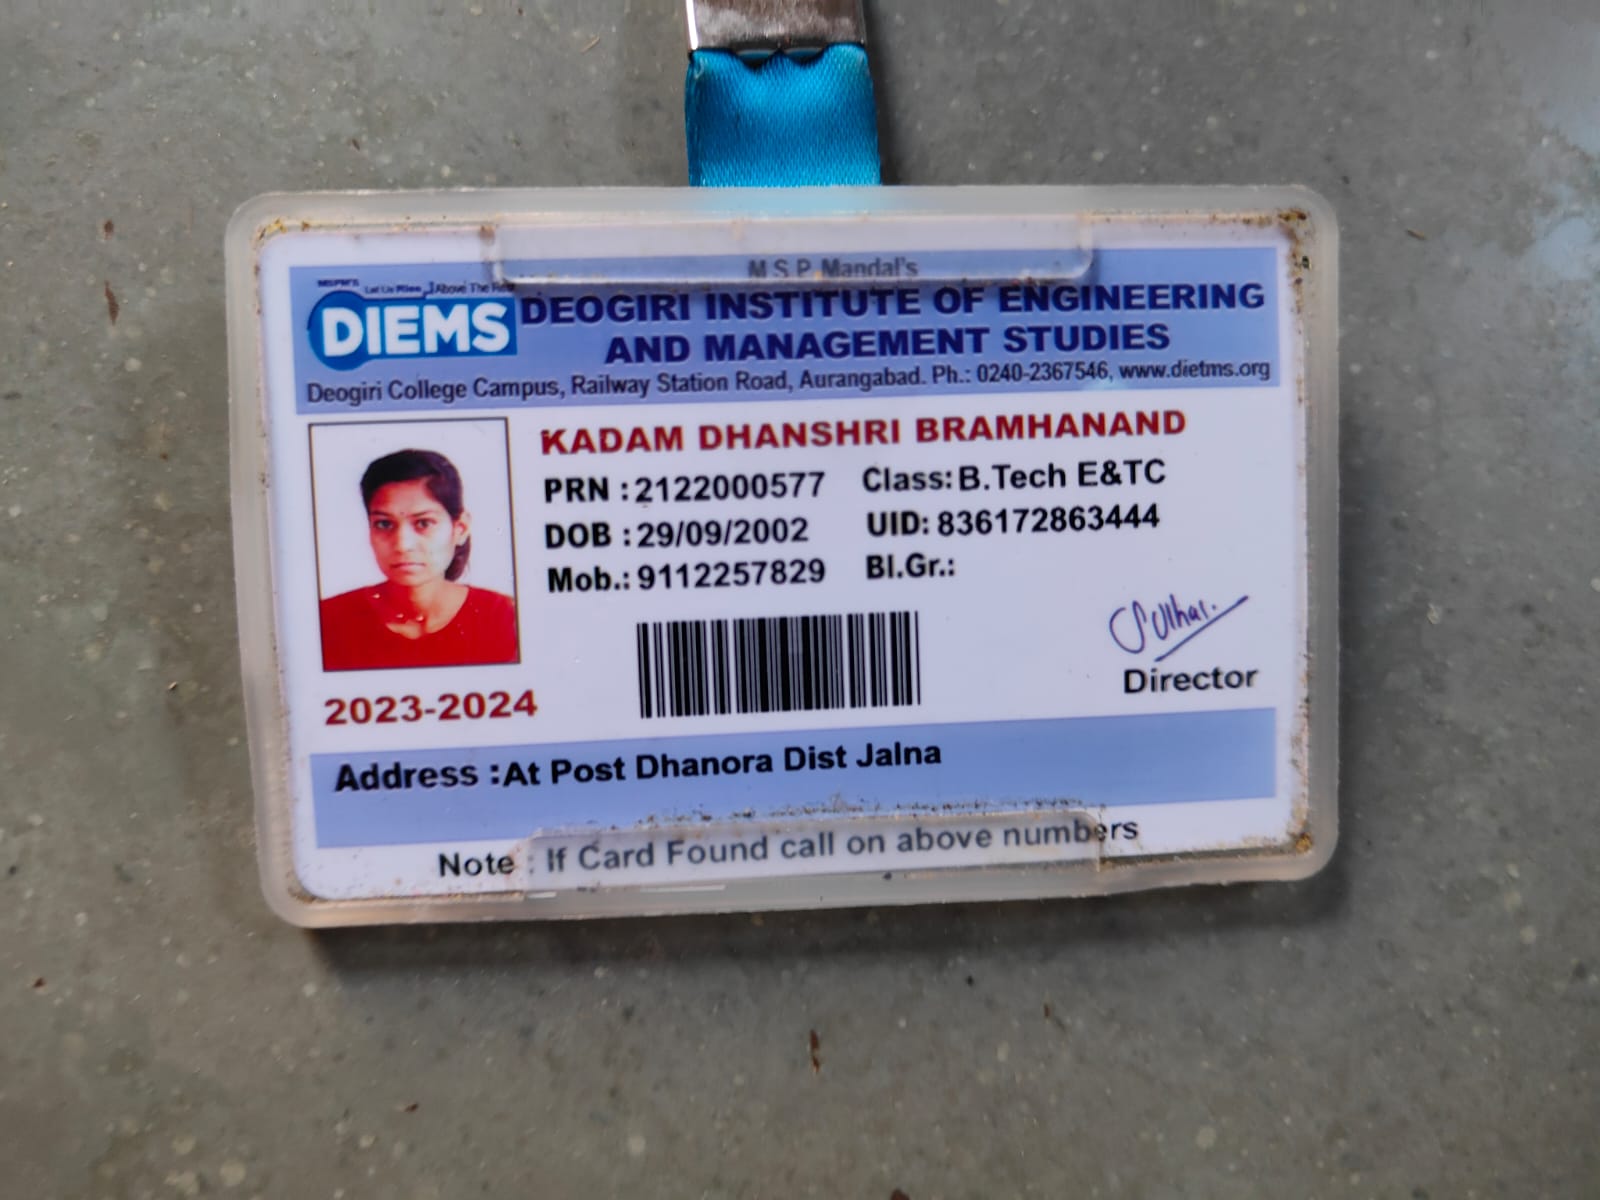 M S P Mandal's
MSPM'S
Let Us Rise Above The
DIEMS
DEOGIRI INSTITUTE OF ENGINEERING
AND MANAGEMENT STUDIES
Deogiri College Campus, Railway Station Road, Aurangabad. Ph.: 0240-2367546, www.dietms.org
KADAM DHANSHRI BRAMHANAND
PRN : 2122000577 Class: B.Tech E&TC
DOB : 29/09/2002 UID: 836172863444
Mob.: 9112257829 Bl.Gr.:
Director
2023-2024
Address : At Post Dhanora Dist Jalna
Note : If Card Found call on above numbers